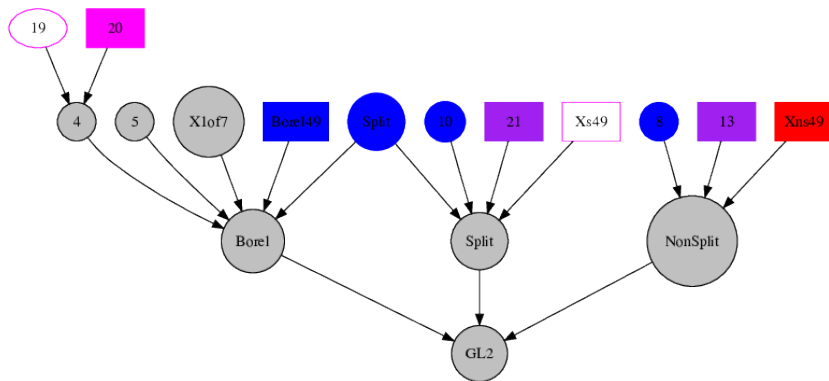 19
20
4
5
X1of7
Borel49
Split
10
21
Xs49
8
13
Xns49
Borel
Split
NonSplit
GL2